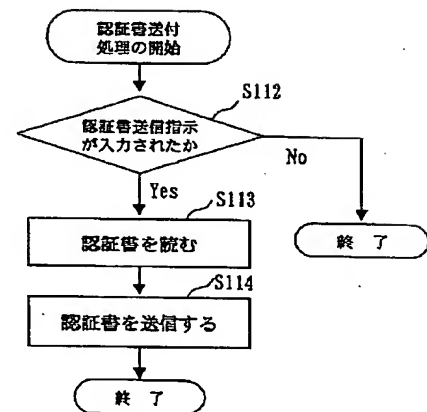 認証書送付
処理の開始
S112
認証書送信指示
が入力されたか
No
Yes
S113
認証書を読む
終 了
S114
認証書を送信する
終 了